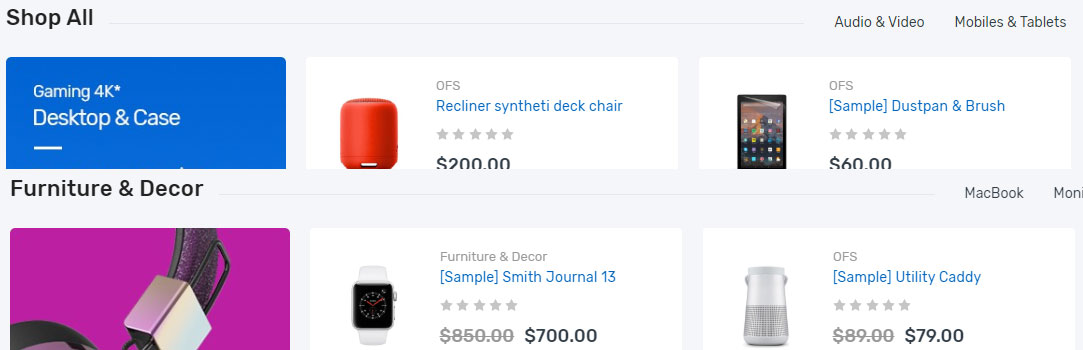 Shop All
Audio & Video
Mobiles & Tablets
Gaming 4K*
Desktop & Case
OFS
Recliner syntheti deck chair
$200.00
OFS
[Sample] Dustpan & Brush
$60.00
Furniture & Decor
MacBook
Moni
Furniture & Decor
[Sample] Smith Journal 13
$850.00 $700.00
OFS
[Sample] Utility Caddy
$89.00 $79.00